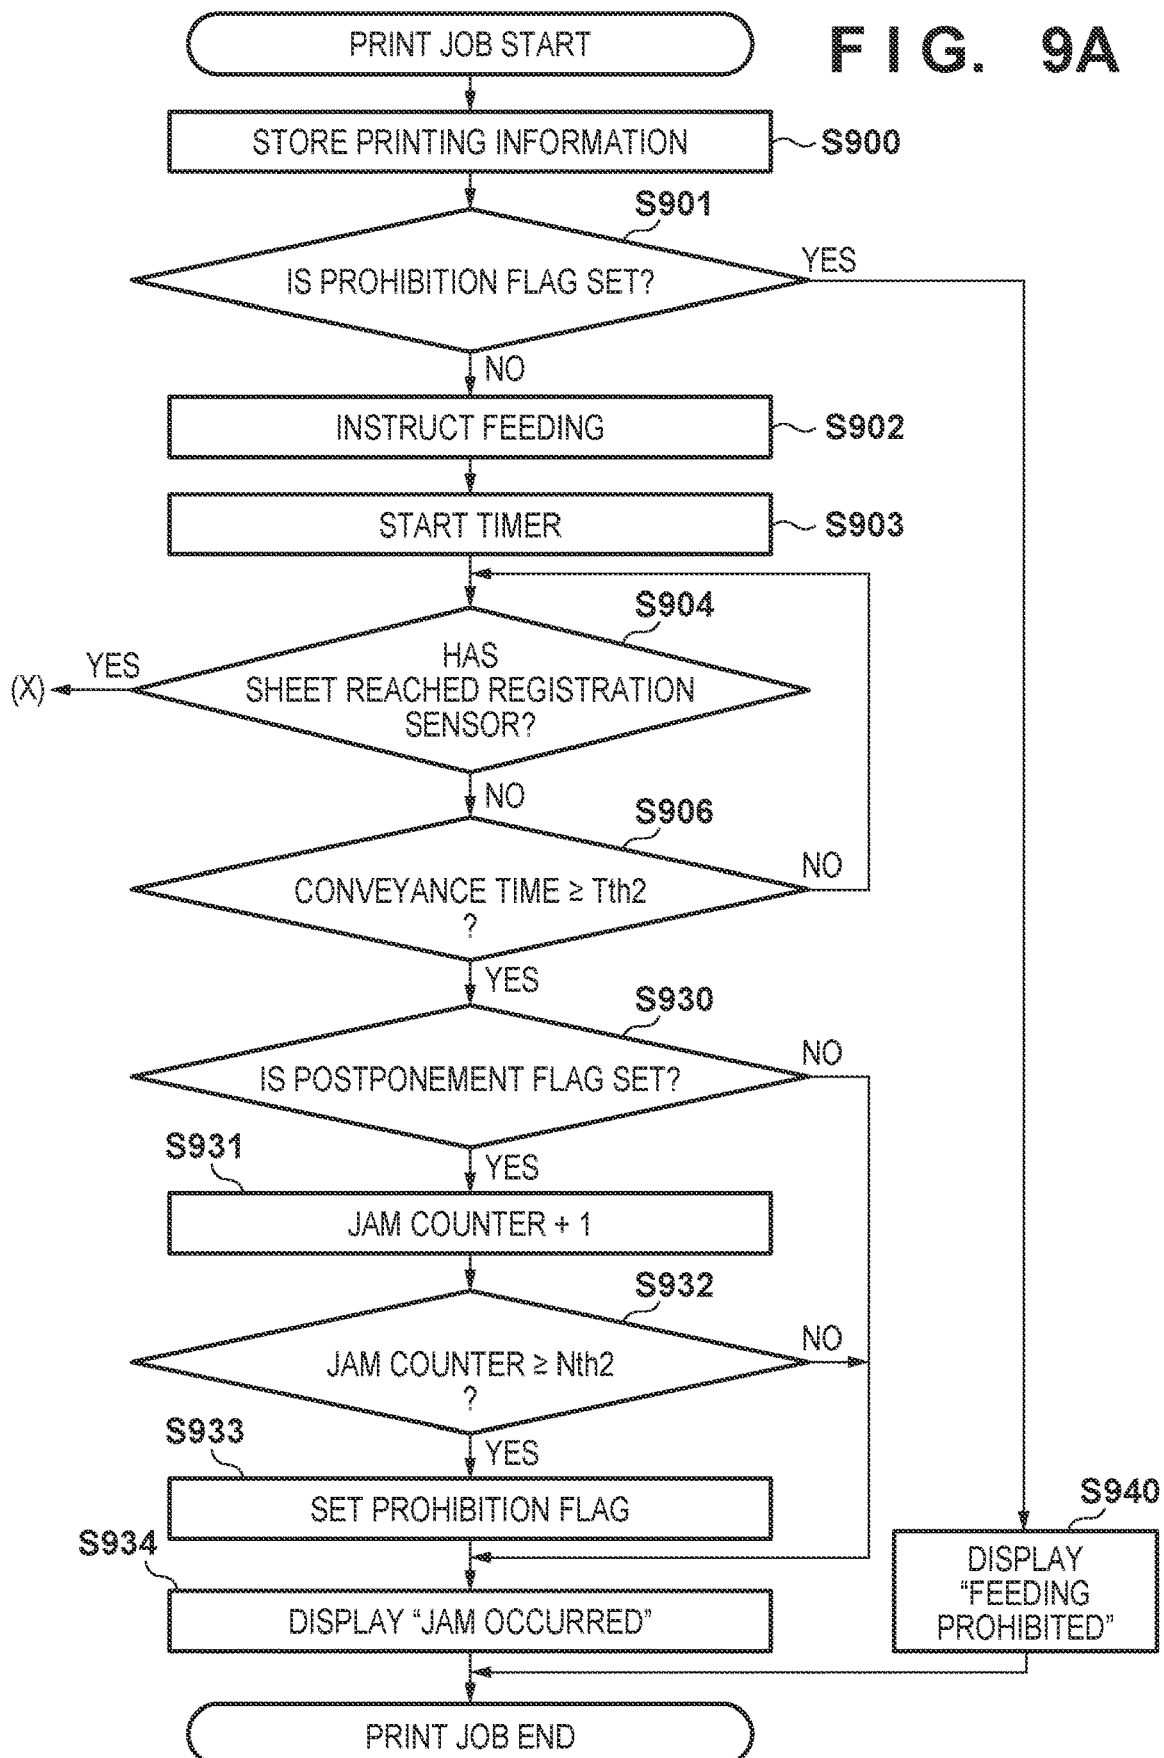 FIG. 9A
PRINT JOB START
STORE PRINTING INFORMATION
S900
S901
IS PROHIBITION FLAG SET?
YES
NO
INSTRUCT FEEDING
S902
START TIMER
S903
S904
YES
(X)
HAS
SHEET REACHED REGISTRATION
SENSOR?
NO
S906
CONVEYANCE TIME ≥ Tth2
?
NO
YES
S930
IS POSTPONEMENT FLAG SET?
NO
YES
S931
JAM COUNTER + 1
S932
JAM COUNTER ≥ Nth2
?
NO
YES
S933
SET PROHIBITION FLAG
S934
DISPLAY “JAM OCCURRED”
S940
DISPLAY
“FEEDING
PROHIBITED”
PRINT JOB END